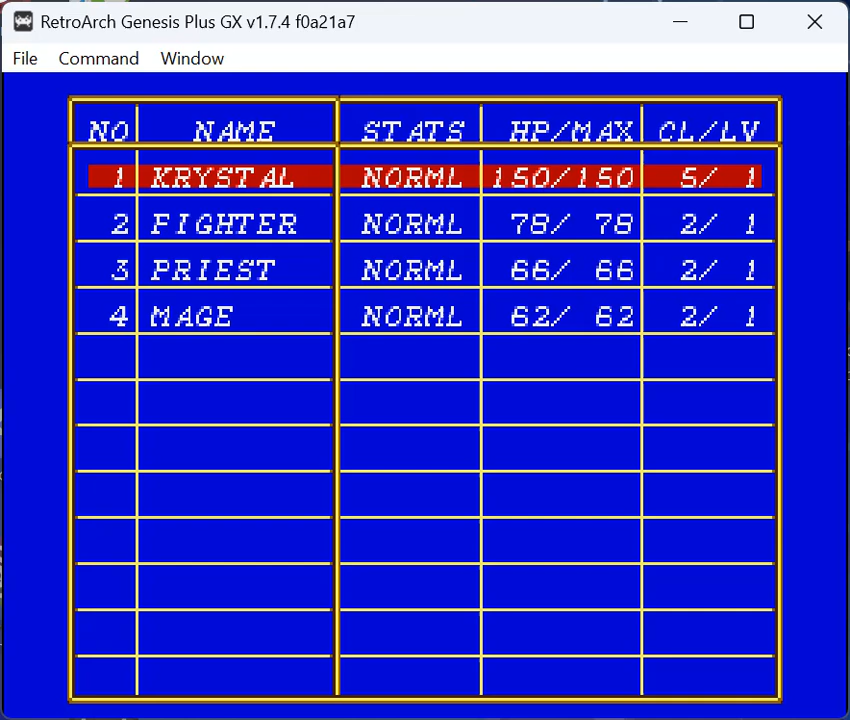 RetroArch Genesis Plus GX v1.7.4 f0a21a7
File Command Window
NO NAME STATS HP/MAX CL/LV
1 KRYSTAL NORML 150/150 5/ 1
2 FIGHTER NORML 78/ 78 2/ 1
3 PRIEST NORML 66/ 66 2/ 1
4 MAGE NORML 62/ 62 2/ 1